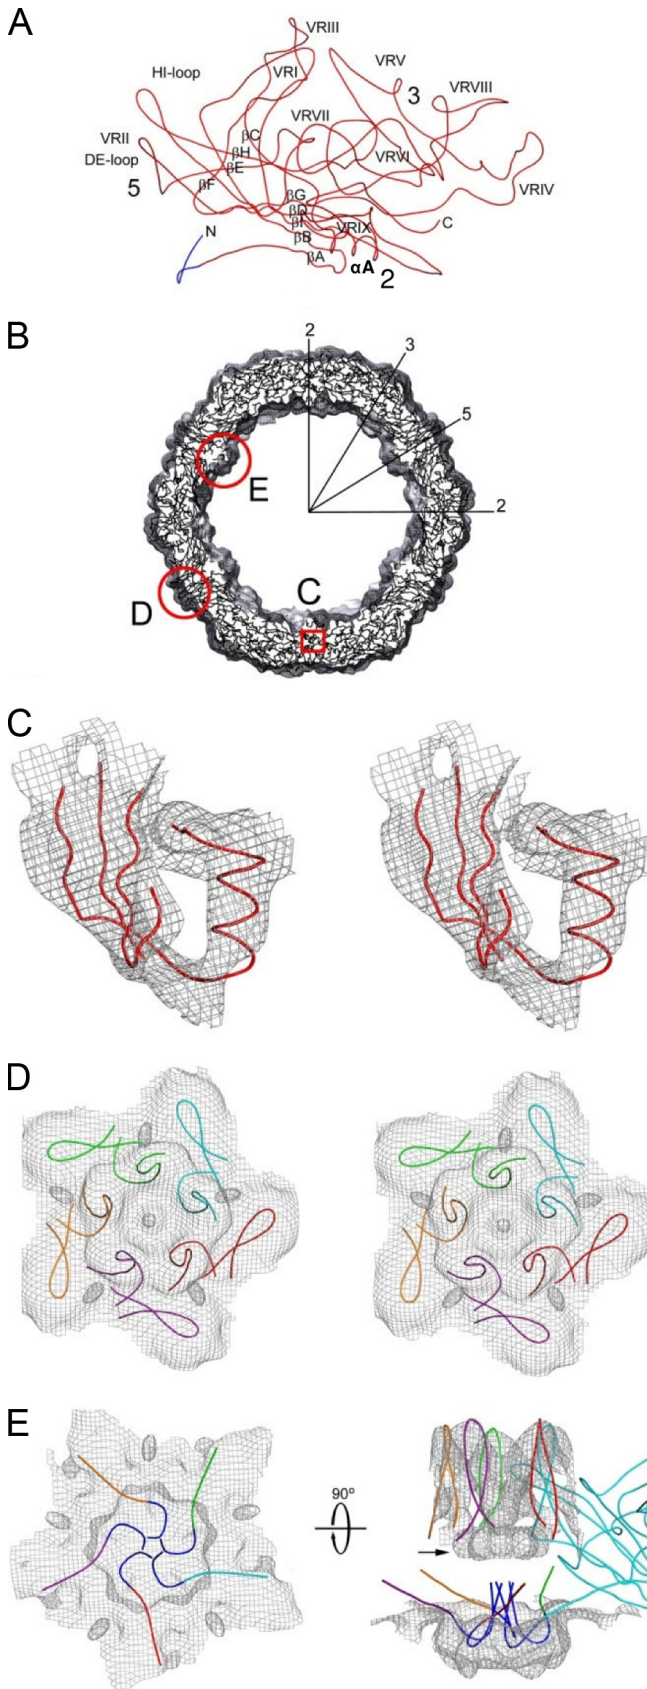 A
VRIII
HI-loop
VRI
VRV
3
VRVIII
VRVII
VRII
βC
βH
DE-loop
βE
VRVI
5
βF
VRIV
βG
βD
N
βI
VRIX
C
βB
βA
αA
2
B
2
3
5
E
2
D
C
C
D
E
90º